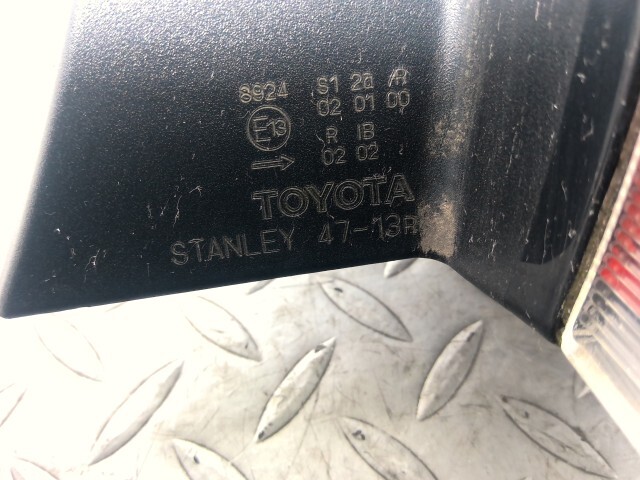 8924 S1 2a AR
02 01 00
E13 R IB
→ 02 02
TOYOTA
STANLEY 47-13R